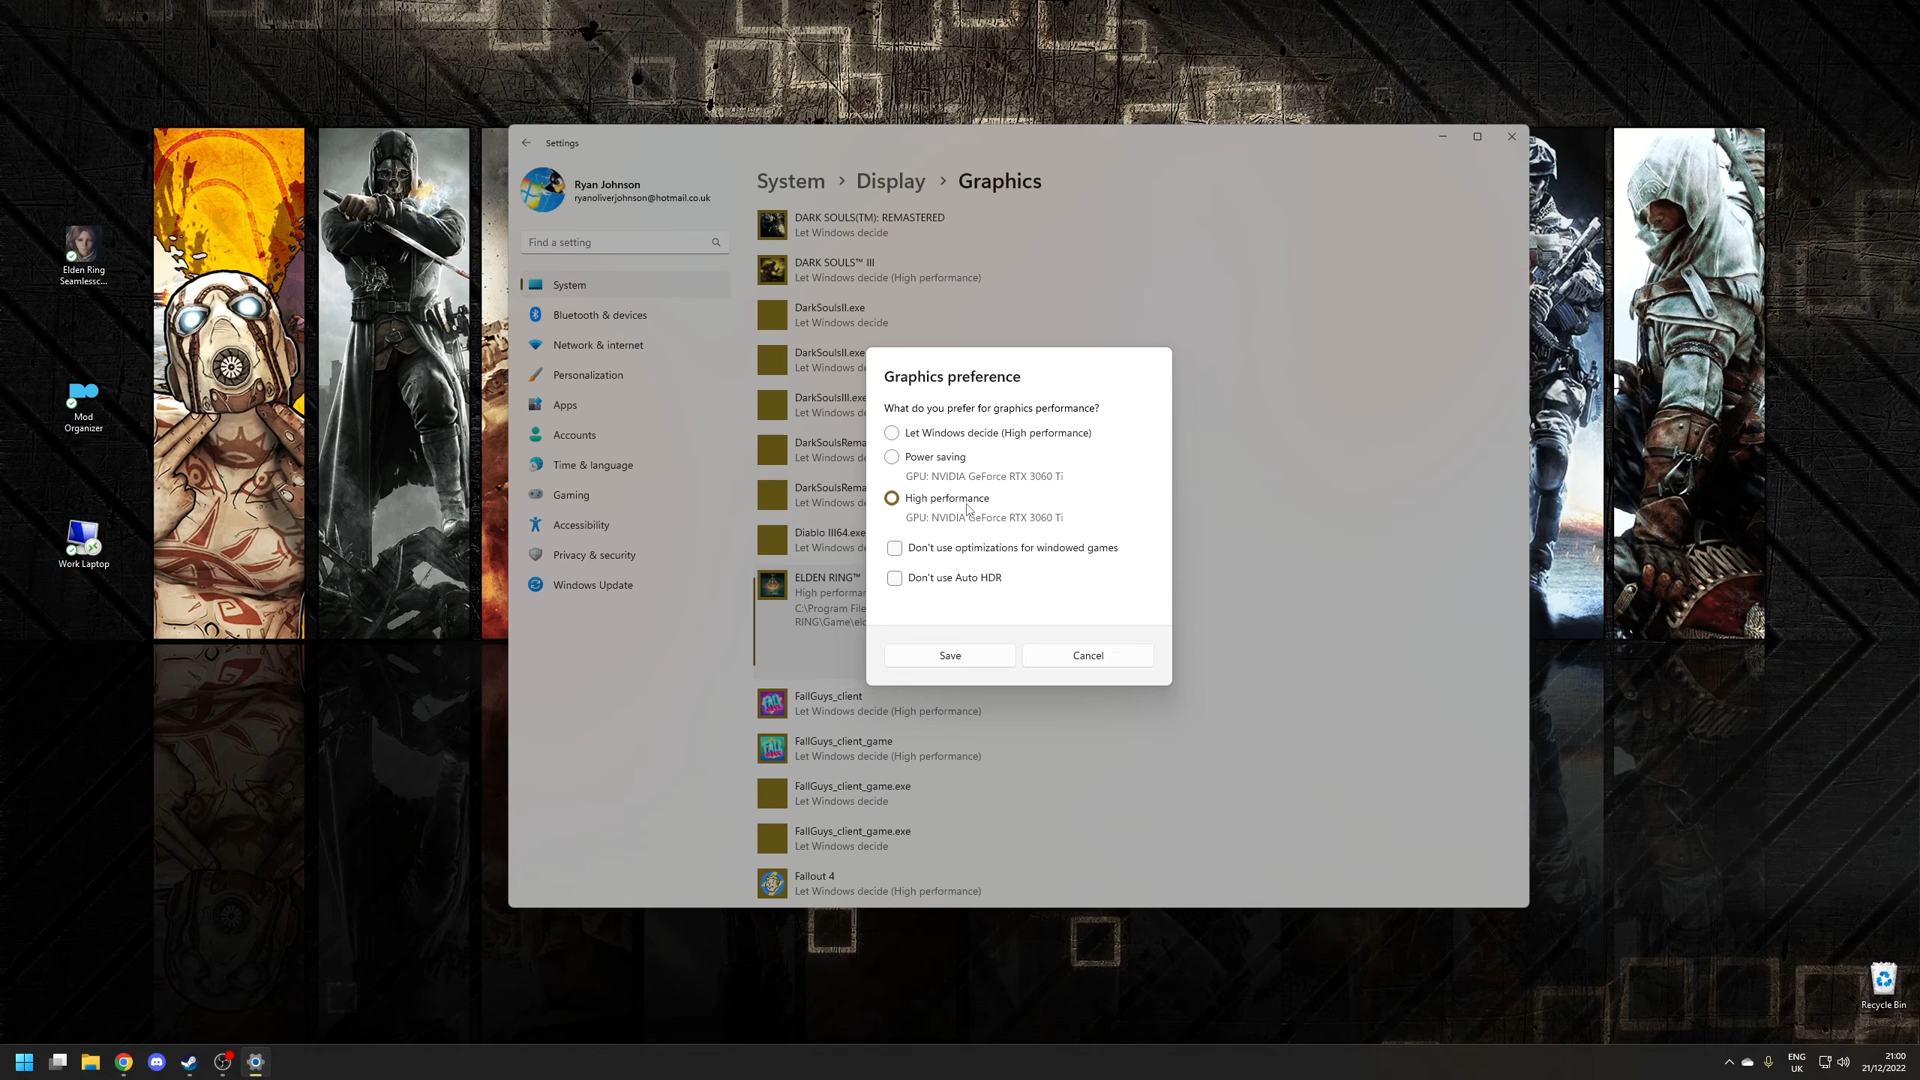 Elden Ring
Seamlessc...
Mod
Organizer
Work Laptop
Settings
Ryan Johnson
ryanoliverjohnson@hotmail.co.uk
Find a setting
System
Bluetooth & devices
Network & internet
Personalization
Apps
Accounts
Time & language
Gaming
Accessibility
Privacy & security
Windows Update
System > Display > Graphics
DARK SOULS(TM): REMASTERED
Let Windows decide
DARK SOULS™ III
Let Windows decide (High performance)
DarkSoulsII.exe
Let Windows decide
DarkSoulsII.exe
Let Windows de
DarkSoulsIII.exe
Let Windows de
DarkSoulsRema
Let Windows de
DarkSoulsRema
Let Windows de
Diablo III64.exe
Let Windows de
ELDEN RING™
High performan
C:\Program File
RING\Game\eld
FallGuys_client
Let Windows decide (High performance)
FallGuys_client_game
Let Windows decide (High performance)
FallGuys_client_game.exe
Let Windows decide
FallGuys_client_game.exe
Let Windows decide
Fallout 4
Let Windows decide (High performance)
Graphics preference
What do you prefer for graphics performance?
Let Windows decide (High performance)
Power saving
GPU: NVIDIA GeForce RTX 3060 Ti
High performance
GPU: NVIDIA GeForce RTX 3060 Ti
Don't use optimizations for windowed games
Don't use Auto HDR
Save
Cancel
Recycle Bin
ENG
UK
21:00
21/12/2022